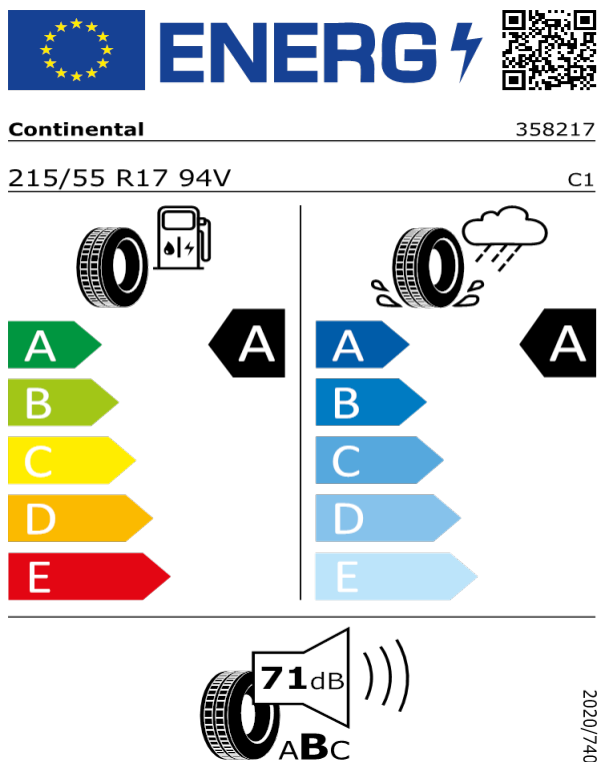 ENERG
Continental 358217
215/55 R17 94V C1
A A
B
C
D
E
A A
B
C
D
E
71dB
ABC
2020/740